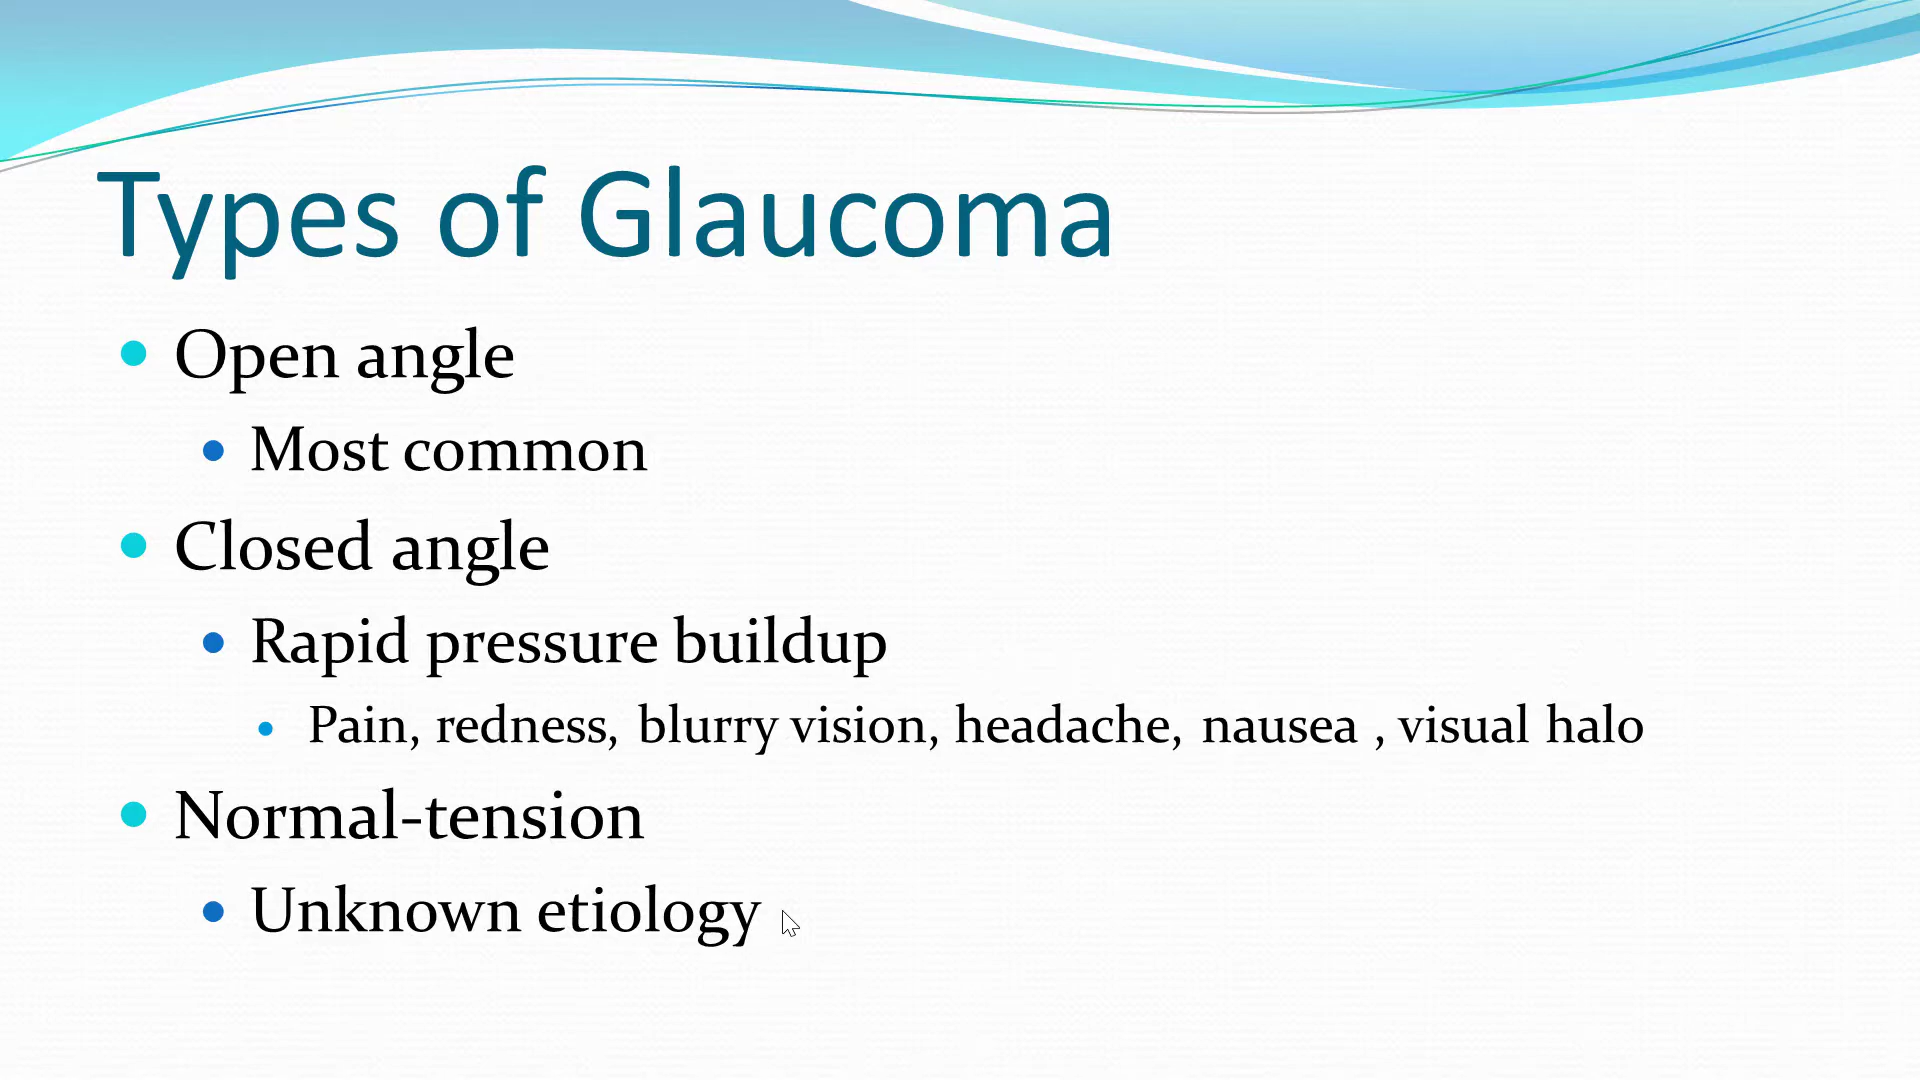 Types of Glaucoma
Open angle
Most common
Closed angle
Rapid pressure buildup
Pain, redness, blurry vision, headache, nausea , visual halo
Normal-tension
Unknown etiology